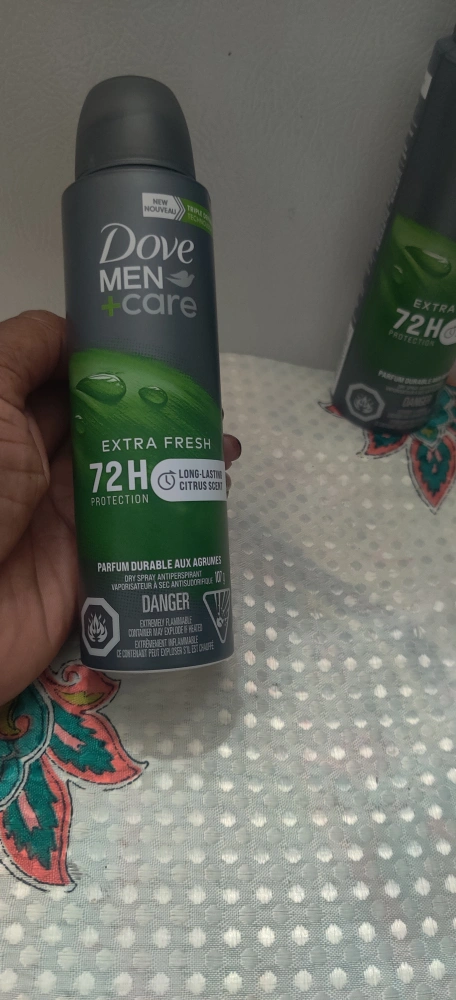 NEW
NOUVEAU
Dove
MEN
+care
EXTRA FRESH
72H
PROTECTION
LONG-LASTING
CITRUS SCENT
PARFUM DURABLE AUX AGRUMES
DRY SPRAY ANTIPERSPIRANT
VAPORISATEUR À SEC ANTISUDORIFIQUE 107 g
DANGER
EXTREMELY FLAMMABLE
CONTAINER MAY EXPLODE IF HEATED
EXTRÊMEMENT INFLAMMABLE
CE CONTENANT PEUT EXPLOSER S'IL EST CHAUFFÉ
EXTRA
72H
PROTECTION
PARFUM DURABLE
DANGER